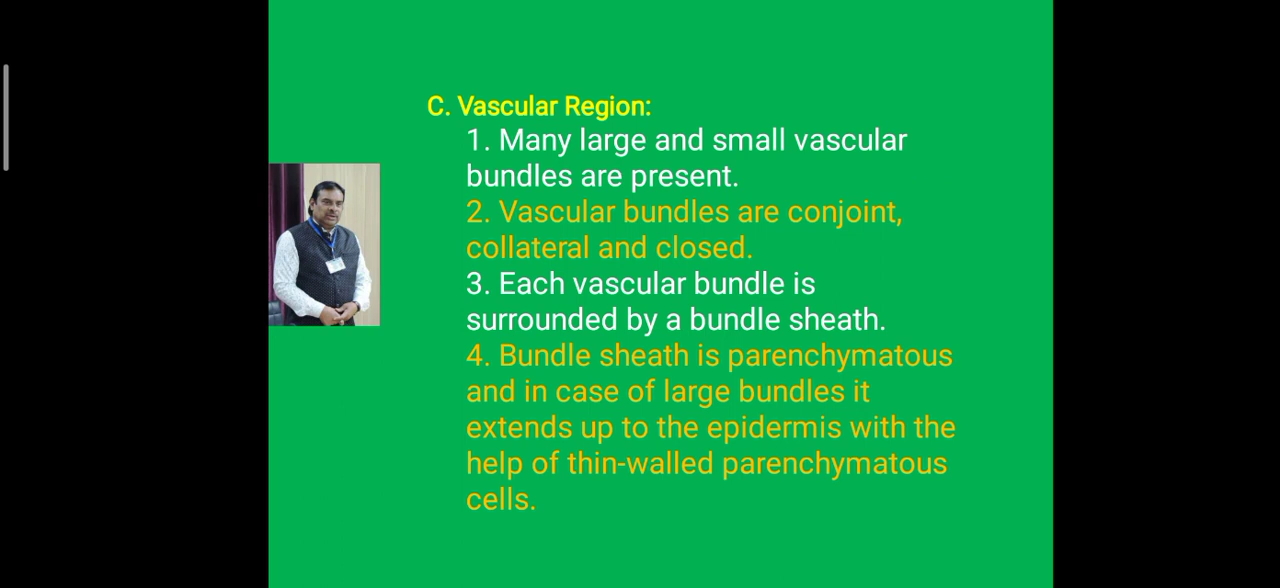 C. Vascular Region:
1. Many large and small vascular
bundles are present.
2. Vascular bundles are conjoint,
collateral and closed.
3. Each vascular bundle is
surrounded by a bundle sheath.
4. Bundle sheath is parenchymatous
and in case of large bundles it
extends up to the epidermis with the
help of thin-walled parenchymatous
cells.